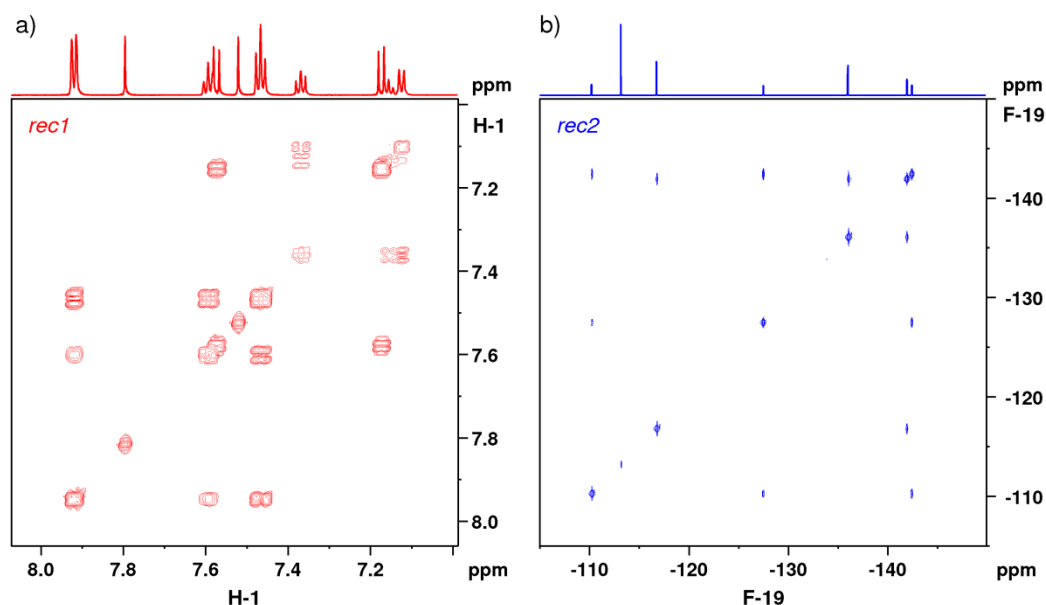 a)
ppm
rec1
H-1
7.2
7.4
7.6
7.8
8.0
8.0 7.8 7.6 7.4 7.2 ppm
H-1
b)
ppm
F-19
rec2
-140
-130
-120
-110
-110 -120 -130 -140 ppm
F-19